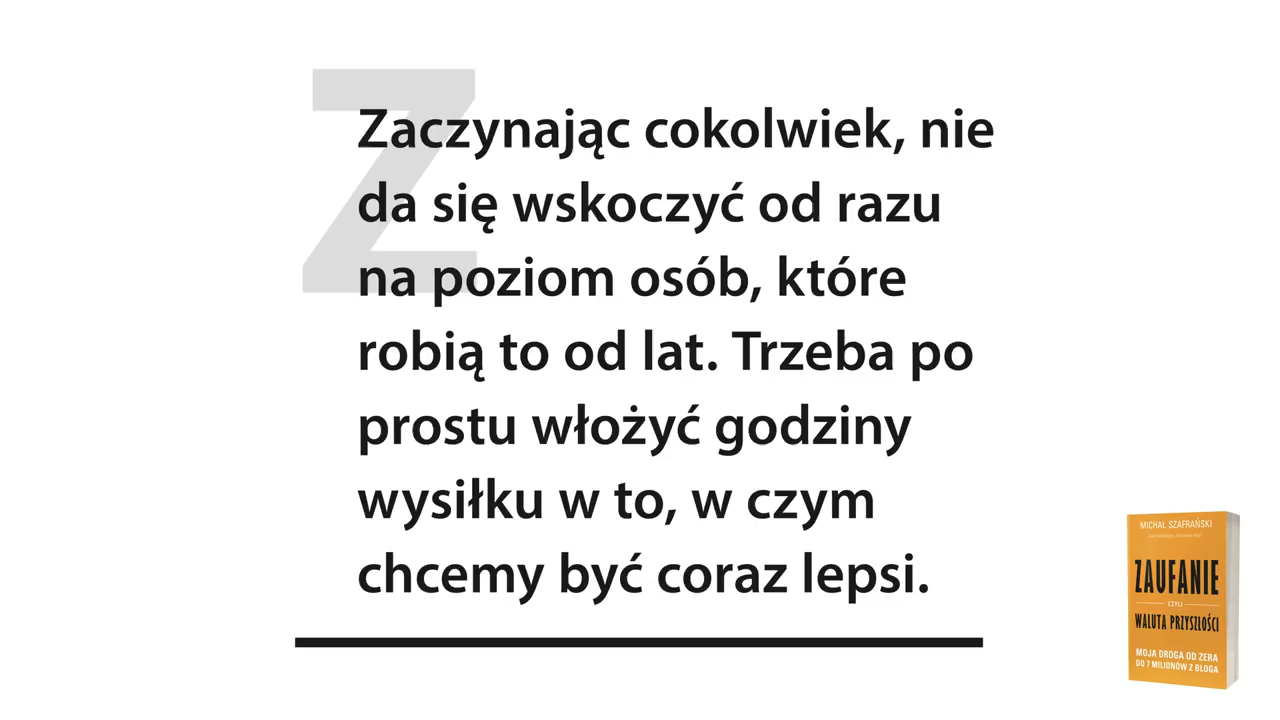 Z
Zaczynając cokolwiek, nie
da się wskoczyć od razu
na poziom osób, które
robią to od lat. Trzeba po
prostu włożyć godziny
wysiłku w to, w czym
chcemy być coraz lepsi.
MICHAŁ SZAFRAŃSKI
ZAUFANIE
CZYLI
WALUTA PRZYSZŁOŚCI
MOJA DROGA OD ZERA
DO 7 MILIONÓW Z BLOGA